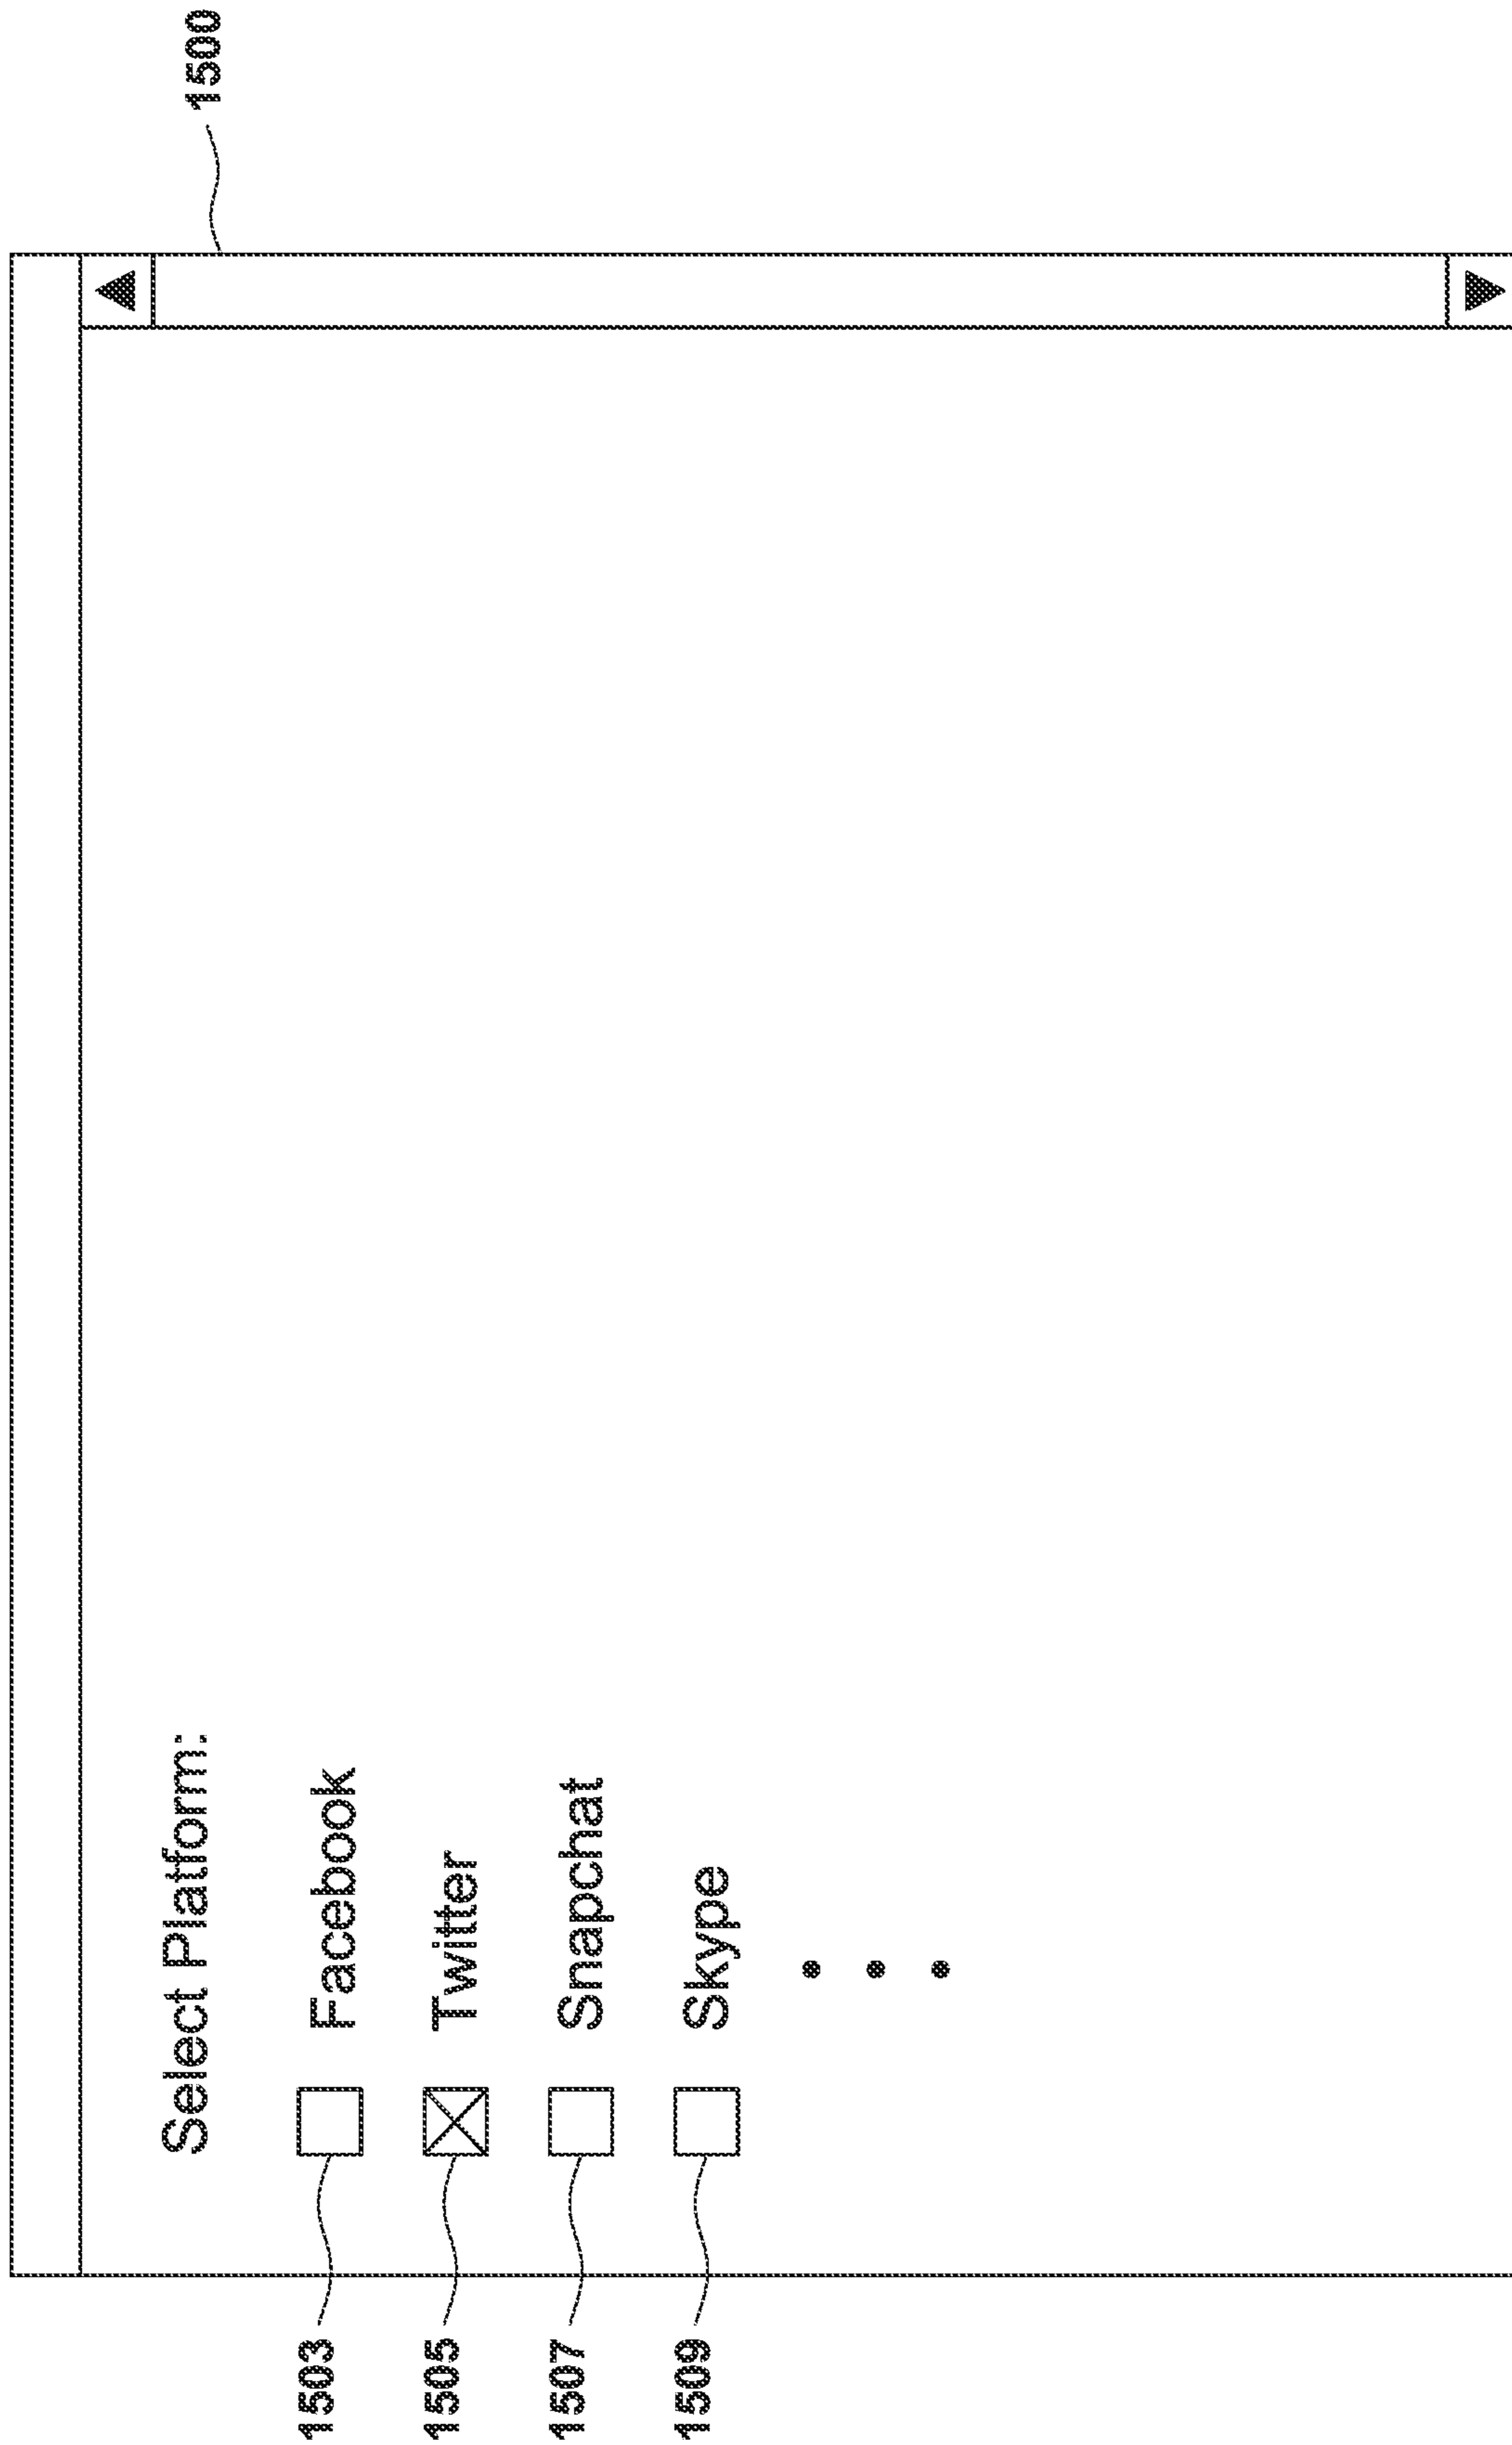 1500
Select Platform:
1503 Facebook
1505 Twitter
1507 Snapchat
1509 Skype